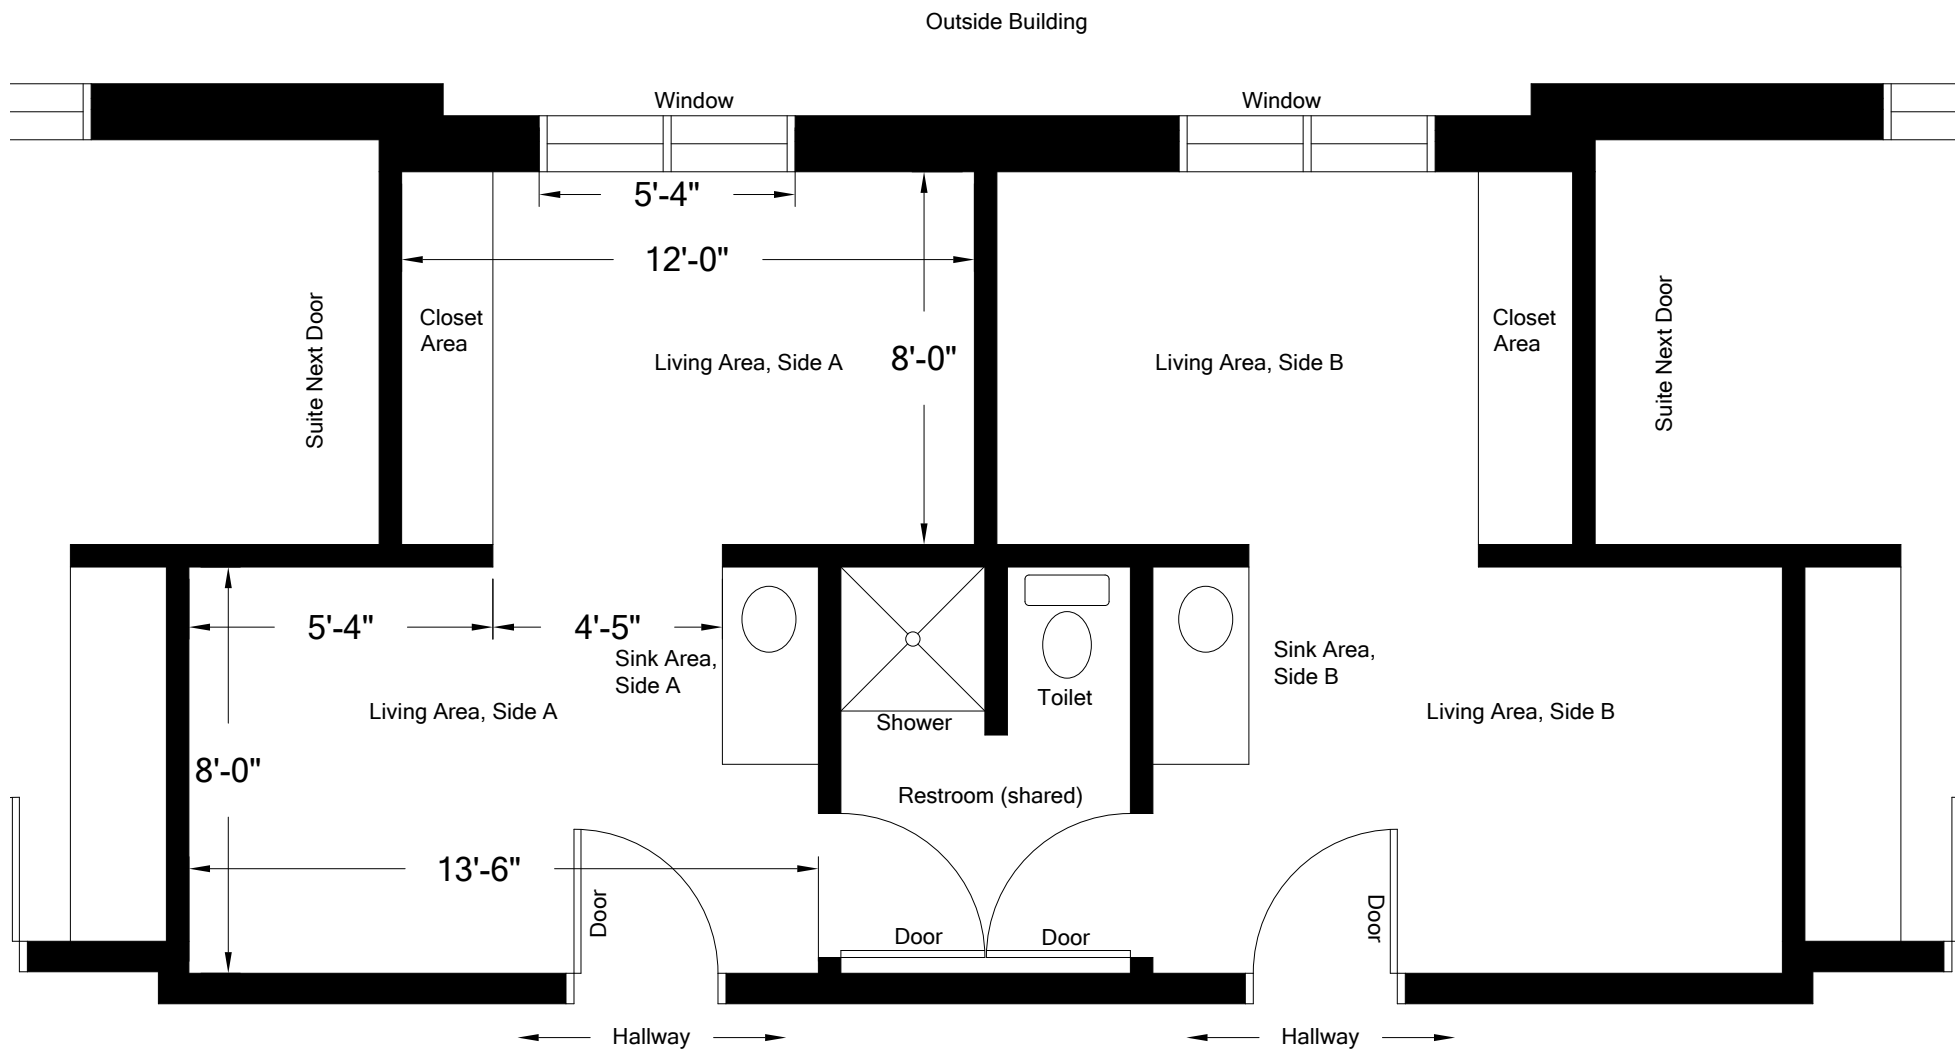 Outside Building
Window
Window
5'-4"
12'-0"
Suite Next Door
Closet
Area
Living Area, Side A
8'-0"
Living Area, Side B
Closet
Area
Suite Next Door
5'-4"
4'-5"
Sink Area,
Side A
Living Area, Side A
Shower
Toilet
Sink Area,
Side B
Living Area, Side B
8'-0"
Restroom (shared)
13'-6"
Door
Door
Door
Door
Hallway
Hallway